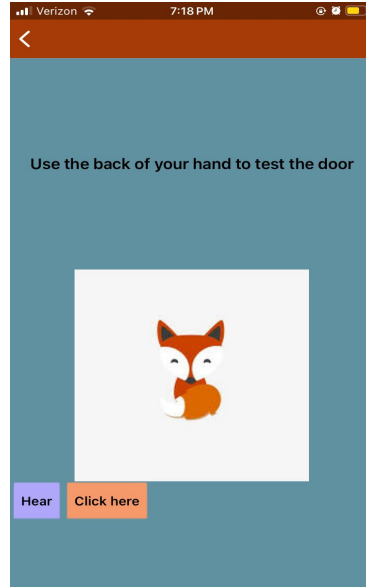 Verizon 7:18 PM
Use the back of your hand to test the door
Hear Click here